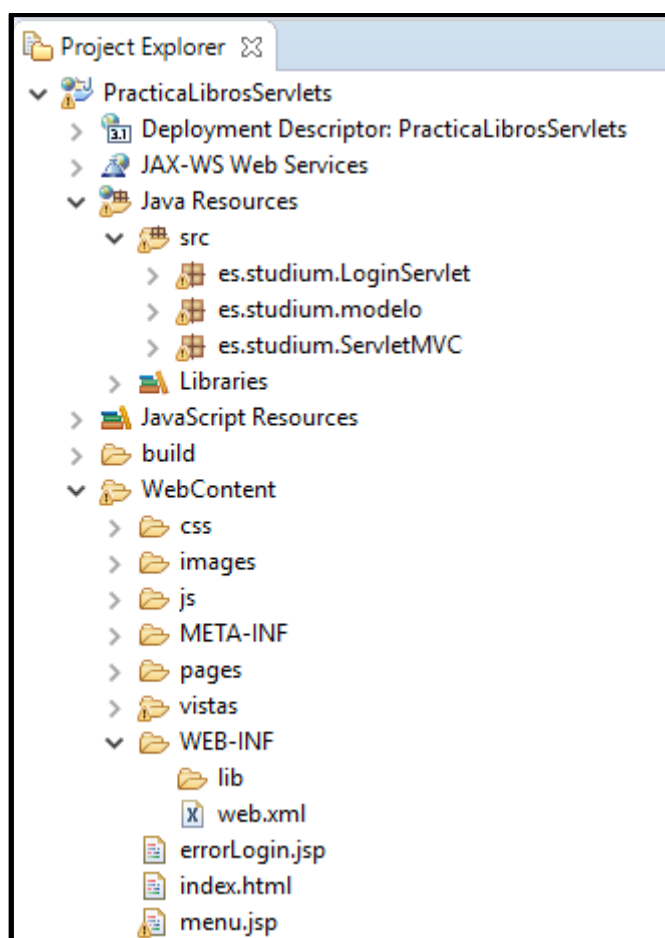 Project Explorer
PracticaLibrosServlets
3.1 Deployment Descriptor: PracticaLibrosServlets
JAX-WS Web Services
Java Resources
src
es.studium.LoginServlet
es.studium.modelo
es.studium.ServletMVC
Libraries
JavaScript Resources
build
WebContent
css
images
js
META-INF
pages
vistas
WEB-INF
lib
X web.xml
errorLogin.jsp
index.html
menu.jsp